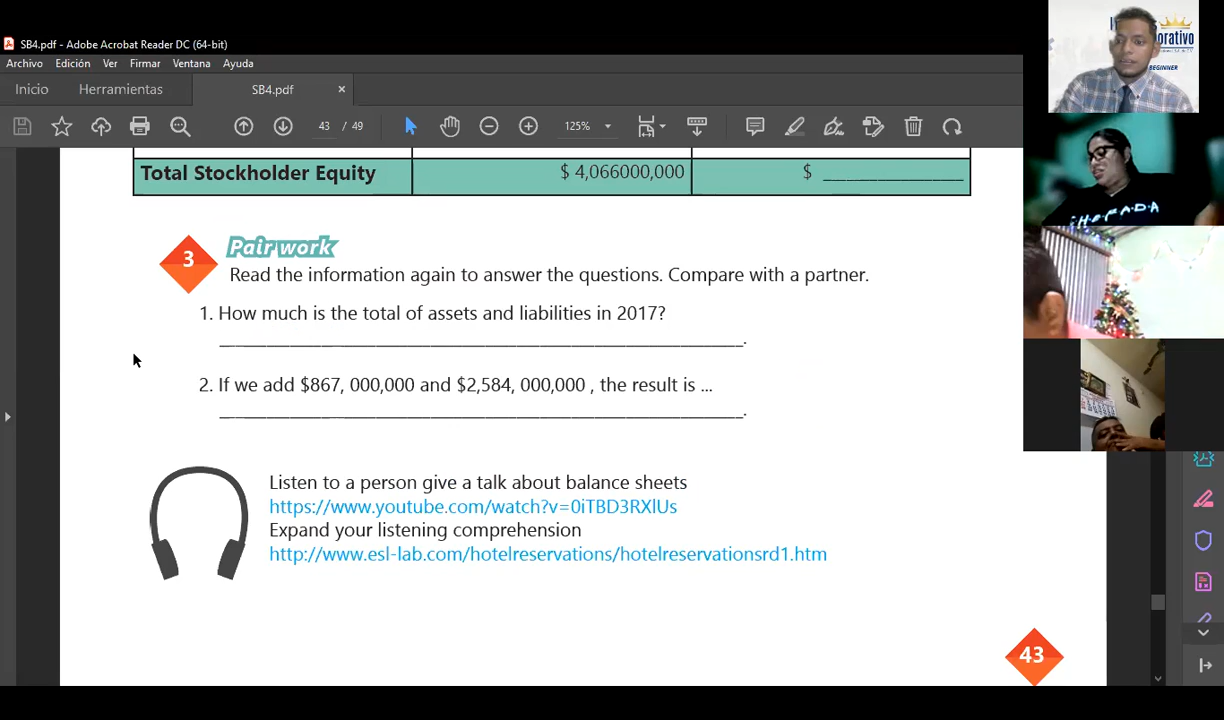 SB4.pdf - Adobe Acrobat Reader DC (64-bit)
Archivo Edición Ver Firmar Ventana Ayuda
Inicio Herramientas SB4.pdf ×
43 / 49 125%
Total Stockholder Equity $ 4,066000,000 $ _______________
3 Pair work
Read the information again to answer the questions. Compare with a partner.
1. How much is the total of assets and liabilities in 2017?
_______________.
2. If we add $867, 000,000 and $2,584, 000,000 , the result is ...
_______________.
Listen to a person give a talk about balance sheets
https://www.youtube.com/watch?v=0iTBD3RXlUs
Expand your listening comprehension
http://www.esl-lab.com/hotelreservations/hotelreservationsrd1.htm
43
orativo
BEGINNER